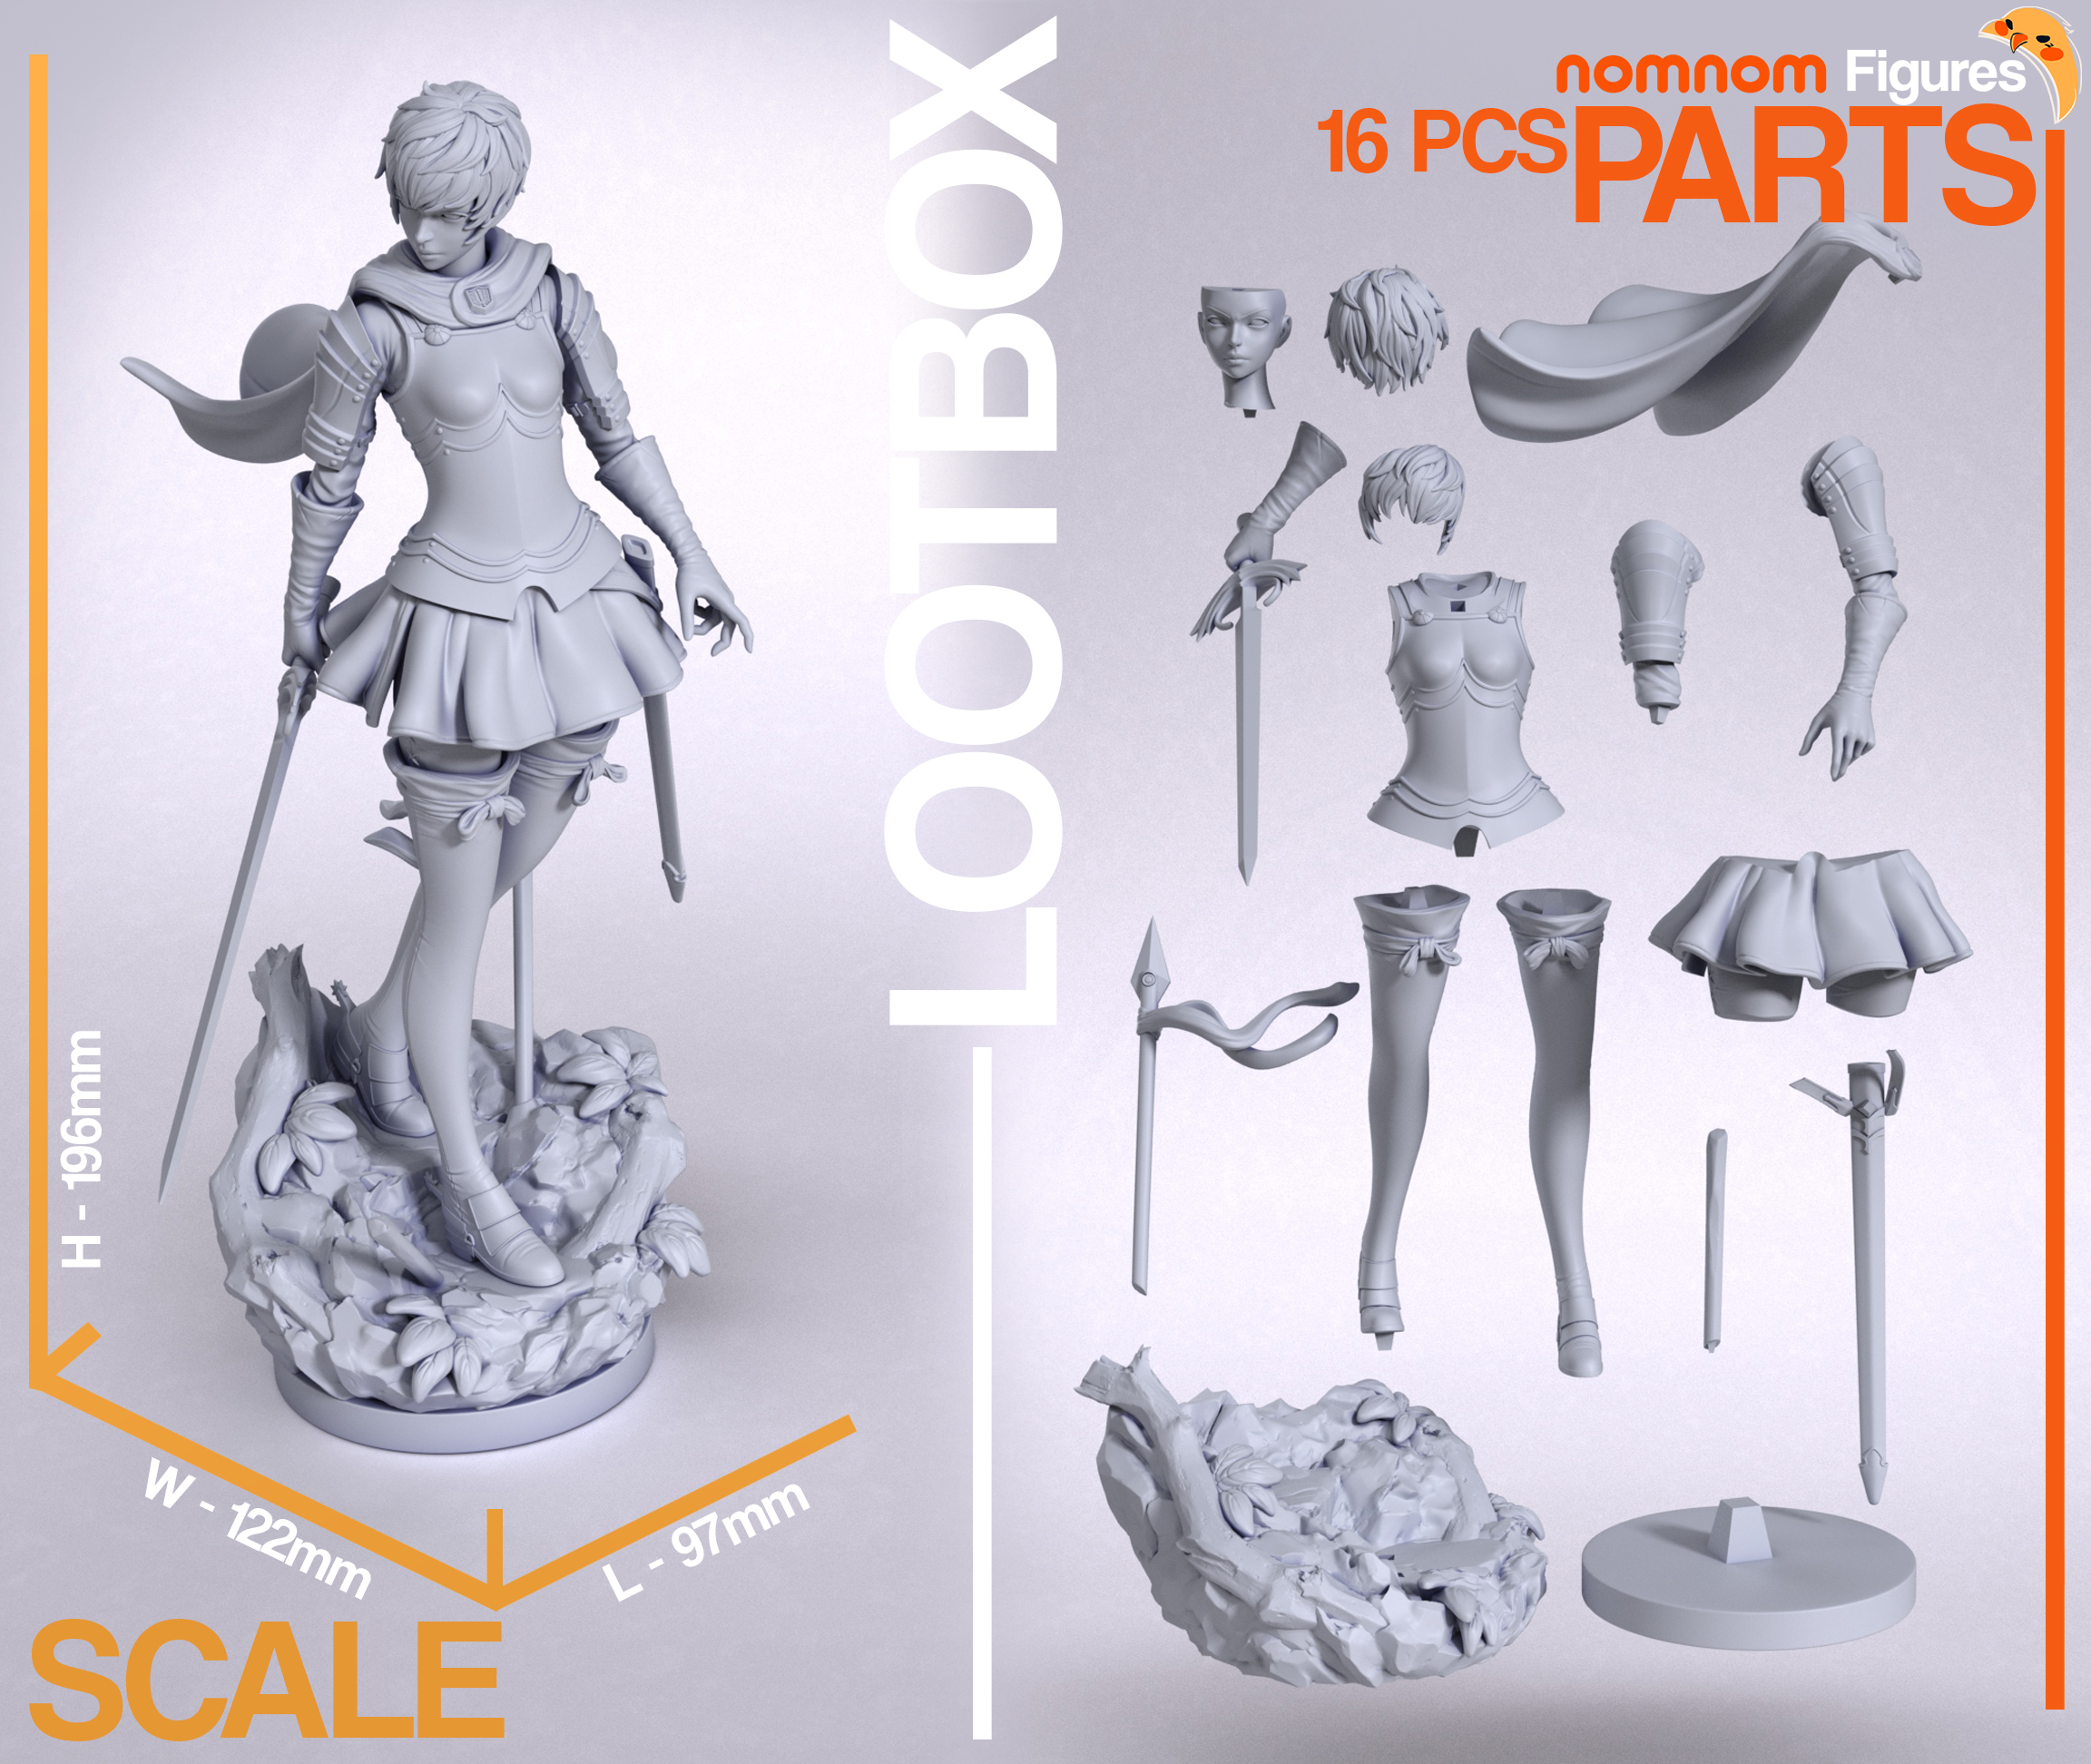 nomnom Figures
16 PCS PARTS
LOOTBOX
H - 196mm
W - 122mm
L - 97mm
SCALE